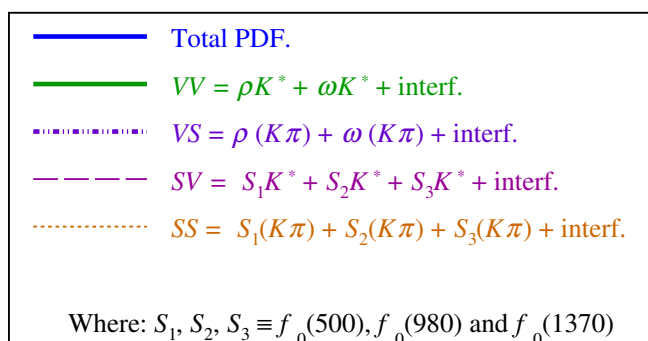 Total PDF.
VV = ρK* + ωK* + interf.
VS = ρ (Kπ) + ω (Kπ) + interf.
SV = S₁K* + S₂K* + S₃K* + interf.
SS = S₁(Kπ) + S₂(Kπ) + S₃(Kπ) + interf.
Where: S₁, S₂, S₃ ≡ f₀(500), f₀(980) and f₀(1370)